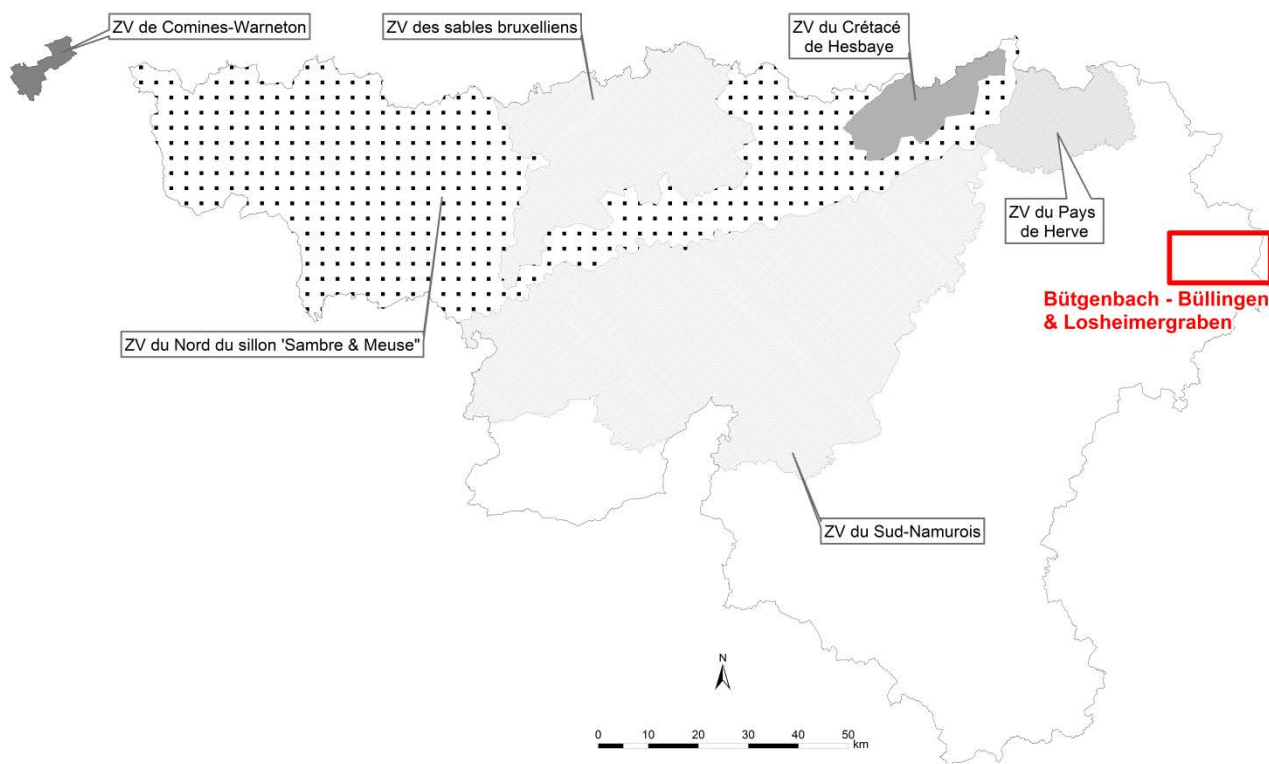 ZV de Comines-Warneton
ZV des sables bruxelliens
ZV du Crétacé
de Hesbaye
ZV du Pays
de Herve
Bütgenbach - Büllingen
& Losheimergraben
ZV du Nord du sillon 'Sambre & Meuse"
ZV du Sud-Namurois
N
0 10 20 30 40 50
km